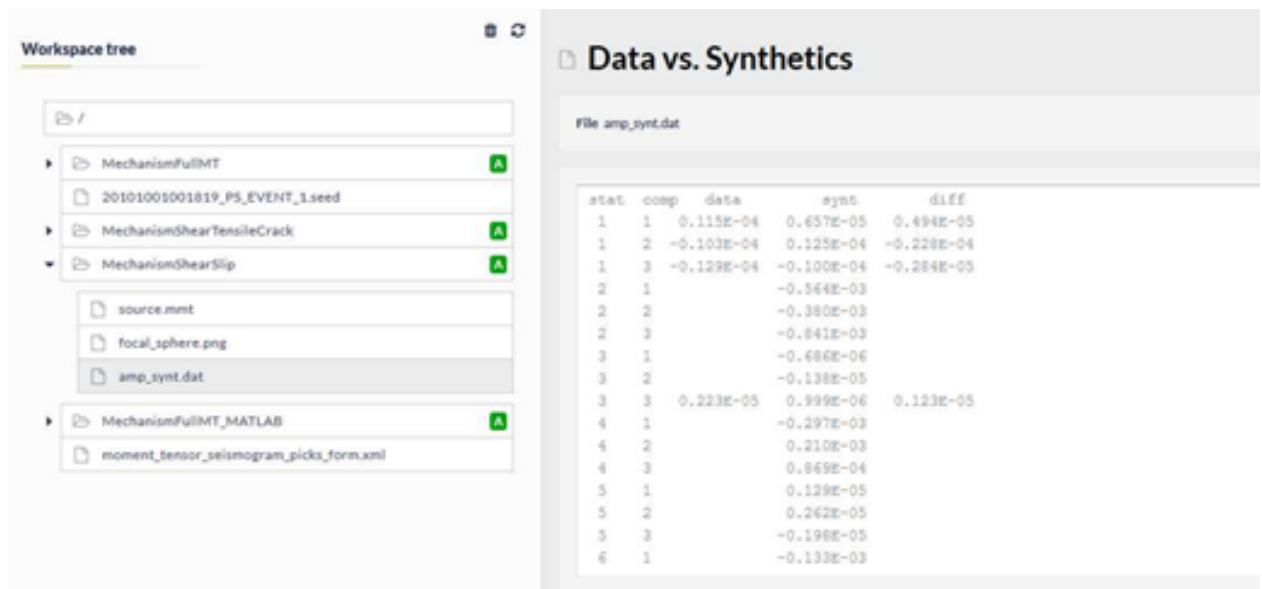 Workspace tree
/
MechanismFullMT A
20101001001819_PS_EVENT_1.seed
MechanismShearTensileCrack A
MechanismShearSlip A
source.mmt
focal_sphere.png
amp_synt.dat
MechanismFullMT_MATLAB A
moment_tensor_seismogram_picks_form.xml
Data vs. Synthetics
File amp_synt.dat
stat comp data synt diff
1 1 0.115E-04 0.657E-05 0.494E-05
1 2 -0.103E-04 0.125E-04 -0.228E-04
1 3 -0.129E-04 -0.100E-04 -0.284E-05
2 1 -0.564E-03
2 2 -0.380E-03
2 3 -0.841E-03
3 1 -0.686E-06
3 2 -0.138E-05
3 3 0.223E-05 0.999E-06 0.123E-05
4 1 -0.297E-03
4 2 0.210E-03
4 3 0.869E-04
5 1 0.129E-05
5 2 0.262E-05
5 3 -0.198E-05
6 1 -0.133E-03